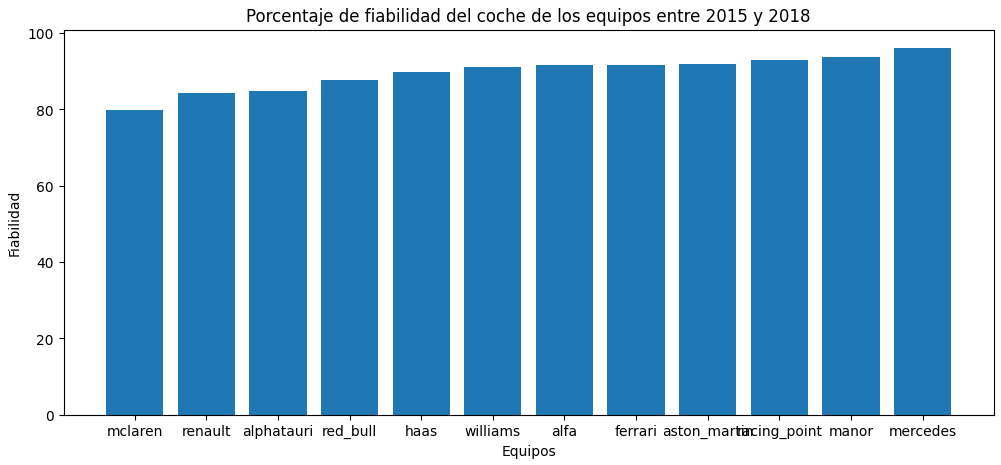 Porcentaje de fiabilidad del coche de los equipos entre 2015 y 2018
100
80
60
40
20
0
Fiabilidad
mclaren renault alphatauri red_bull haas williams alfa ferrari aston_martin racing_point manor mercedes
Equipos